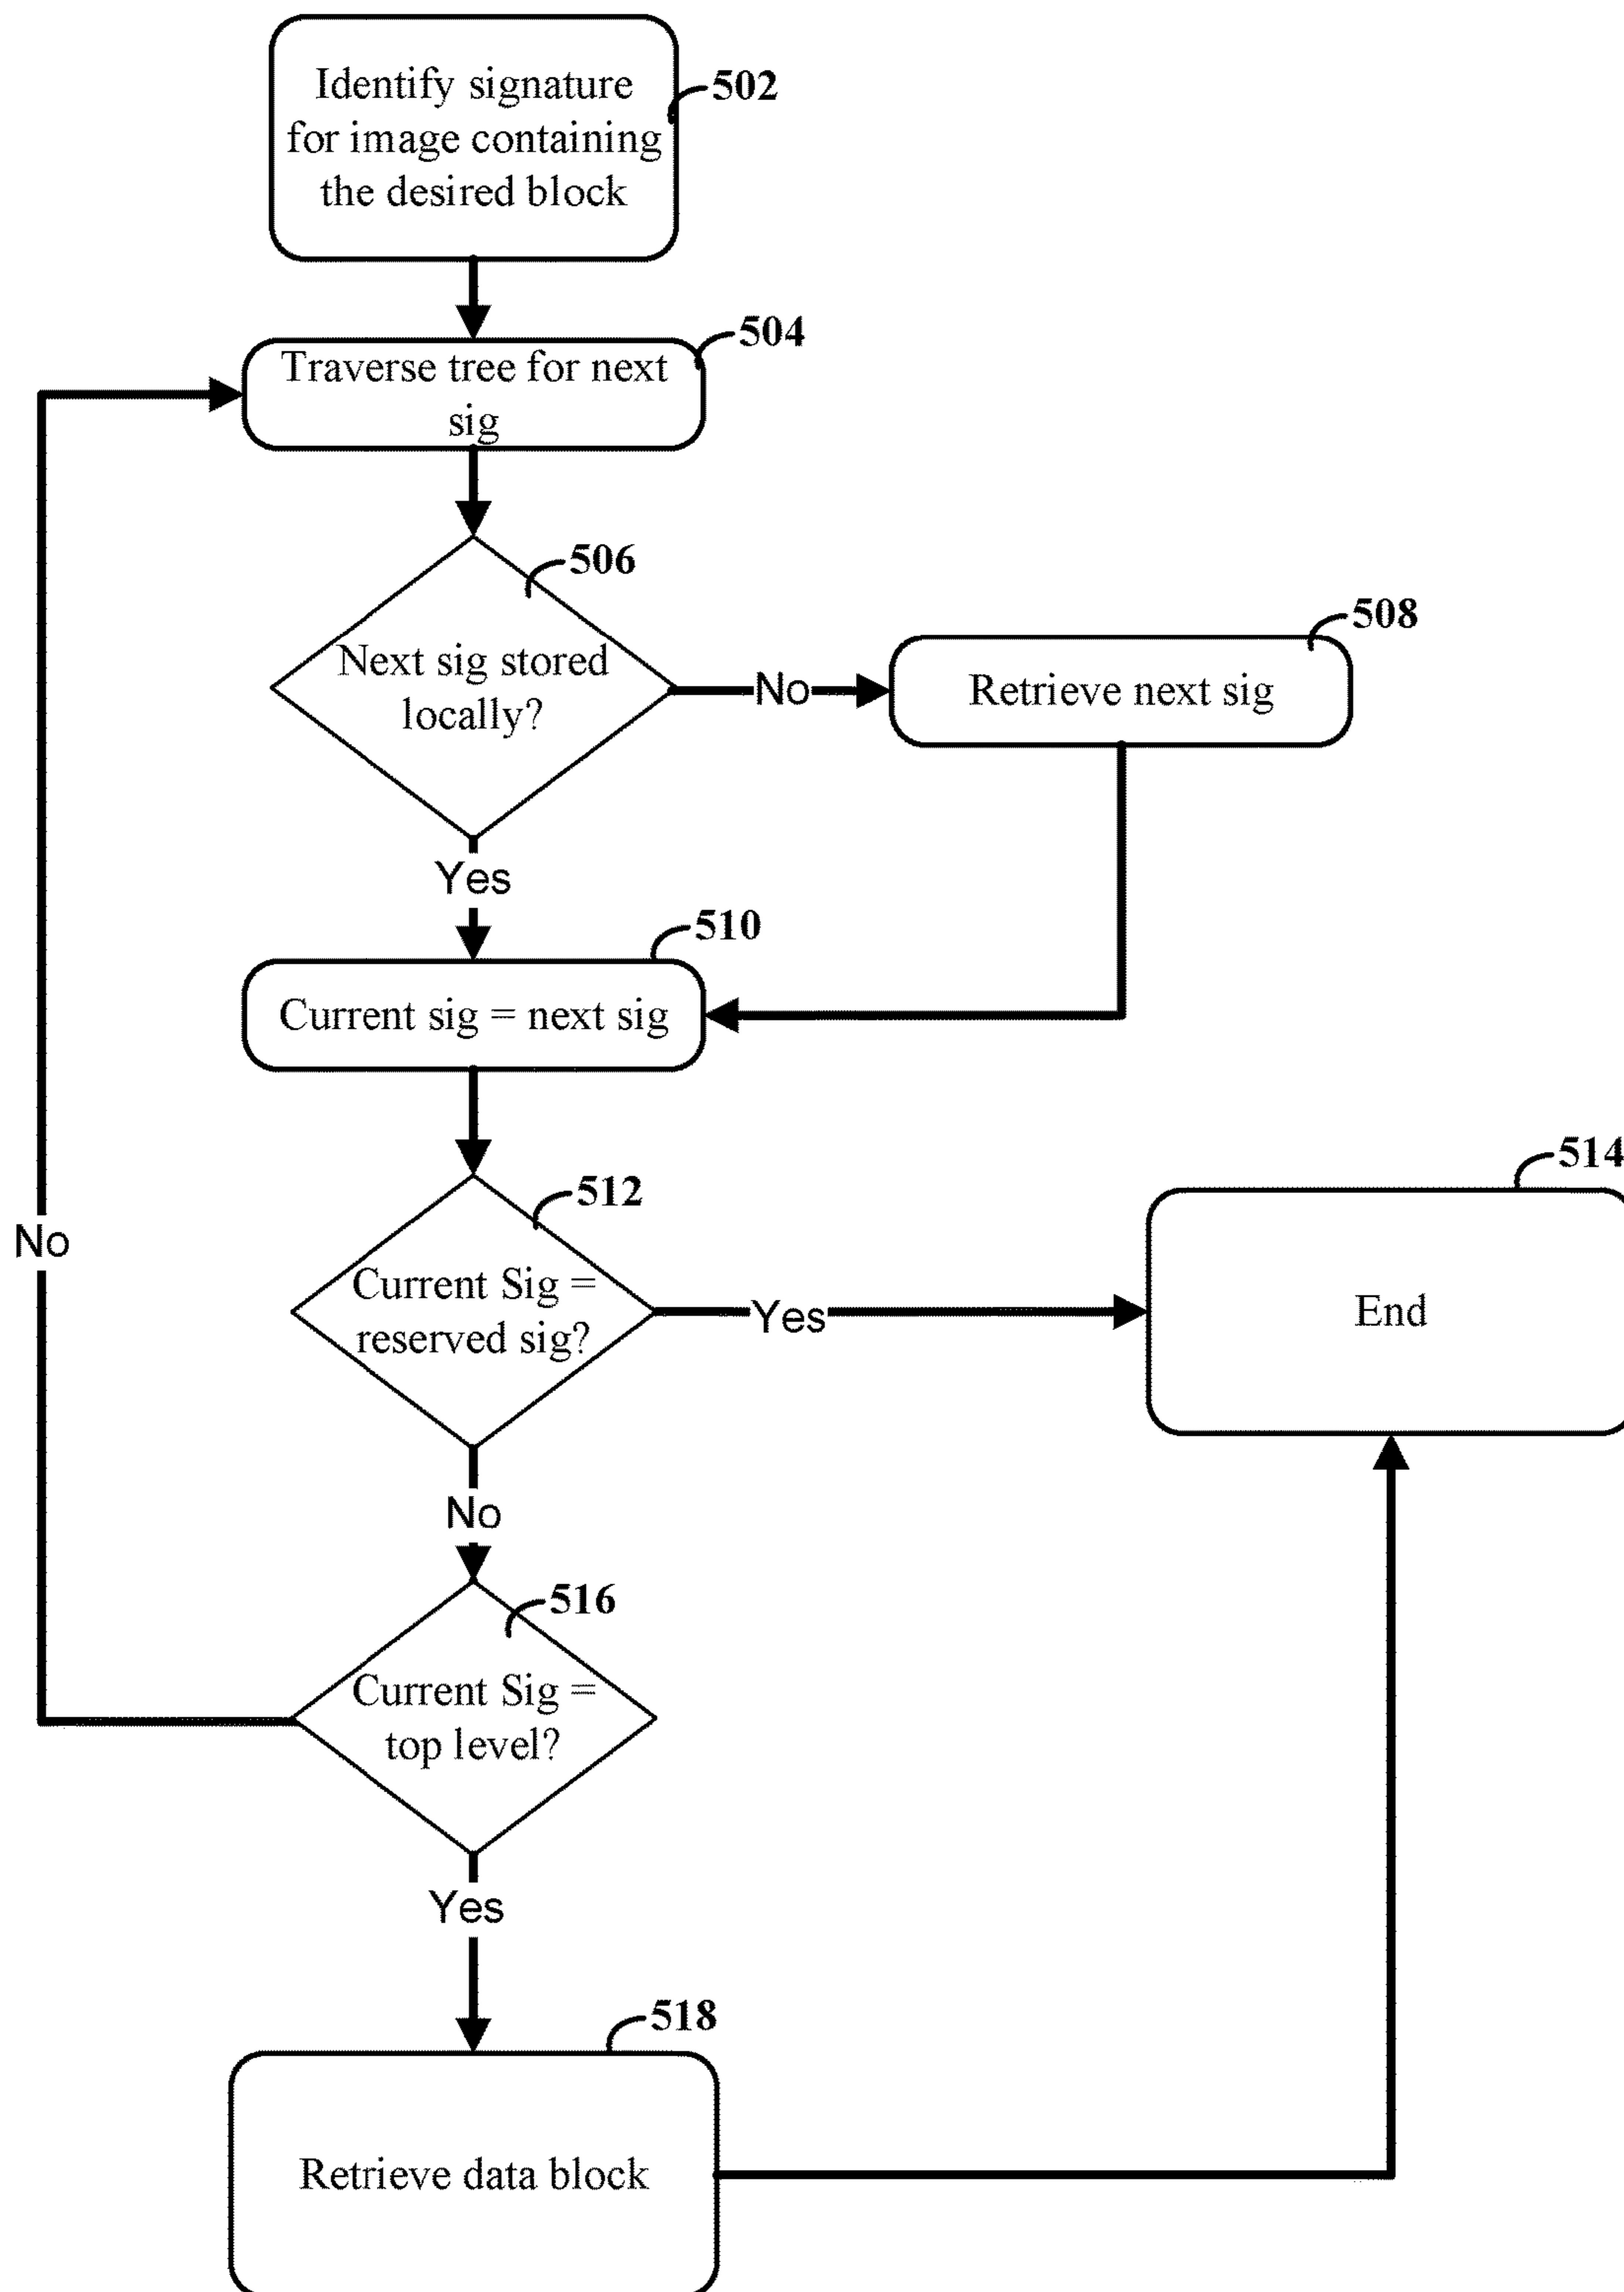 Identify signature
for image containing
the desired block
502
Traverse tree for next
sig
504
Next sig stored
locally?
506
No
Retrieve next sig
508
Yes
Current sig = next sig
510
Current Sig =
reserved sig?
512
Yes
End
514
No
No
Current Sig =
top level?
516
Yes
Retrieve data block
518